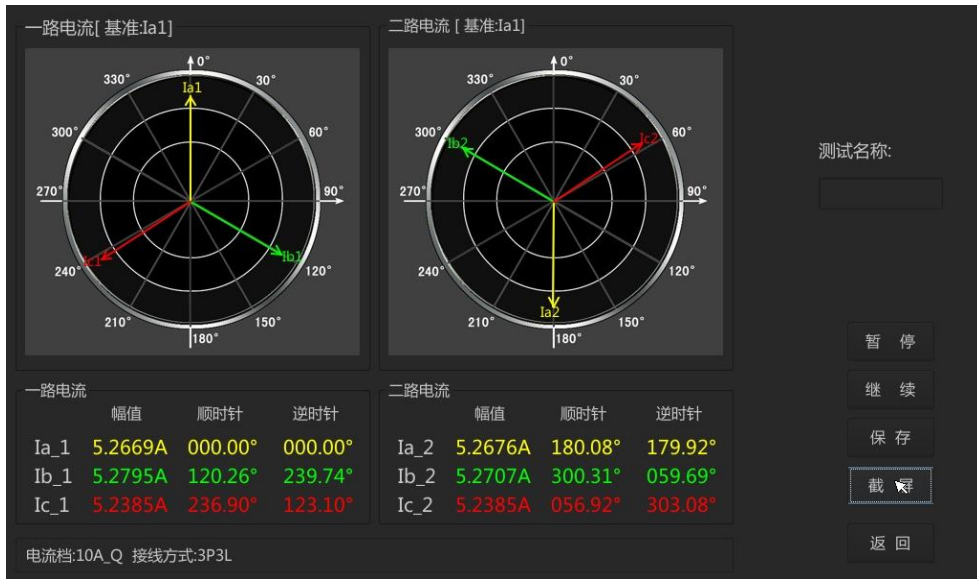 一路电流[ 基准:Ia1]
0°
330°
30°
Ia1
300°
60°
270°
90°
Ic1
Ib1
240°
120°
210°
150°
180°
二路电流 [ 基准:Ia1]
0°
330°
30°
300°
Ib2
Ic2
60°
270°
90°
240°
120°
Ia2
210°
150°
180°
测试名称:
一路电流
幅值 顺时针 逆时针
Ia_1 5.2669A 000.00° 000.00°
Ib_1 5.2795A 120.26° 239.74°
Ic_1 5.2385A 236.90° 123.10°
二路电流
幅值 顺时针 逆时针
Ia_2 5.2676A 180.08° 179.92°
Ib_2 5.2707A 300.31° 059.69°
Ic_2 5.2385A 056.92° 303.08°
暂 停
继 续
保 存
截 屏
返 回
电流档:10A_Q 接线方式:3P3L